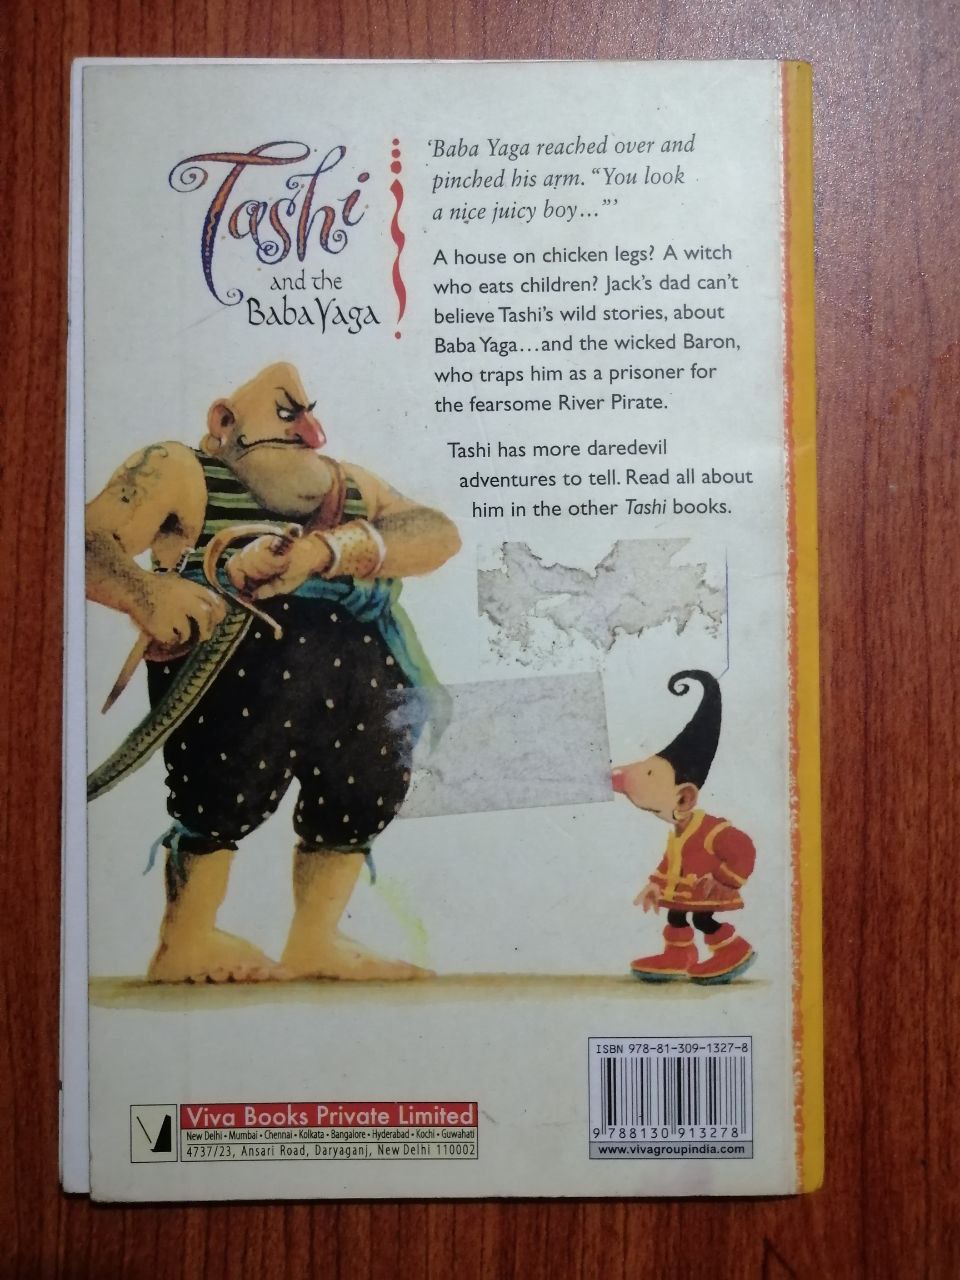 Tashi
and the
Baba Yaga
‘Baba Yaga reached over and
pinched his arm. “You look
a nice juicy boy…”’
A house on chicken legs? A witch
who eats children? Jack's dad can't
believe Tashi's wild stories, about
Baba Yaga…and the wicked Baron,
who traps him as a prisoner for
the fearsome River Pirate.
Tashi has more daredevil
adventures to tell. Read all about
him in the other Tashi books.
ISBN 978-81-309-1327-8
9 788130 913278
www.vivagroupindia.com
Viva Books Private Limited
New Delhi • Mumbai • Chennai • Kolkata • Bangalore • Hyderabad • Kochi • Guwahati
4737/23, Ansari Road, Daryaganj, New Delhi 110002